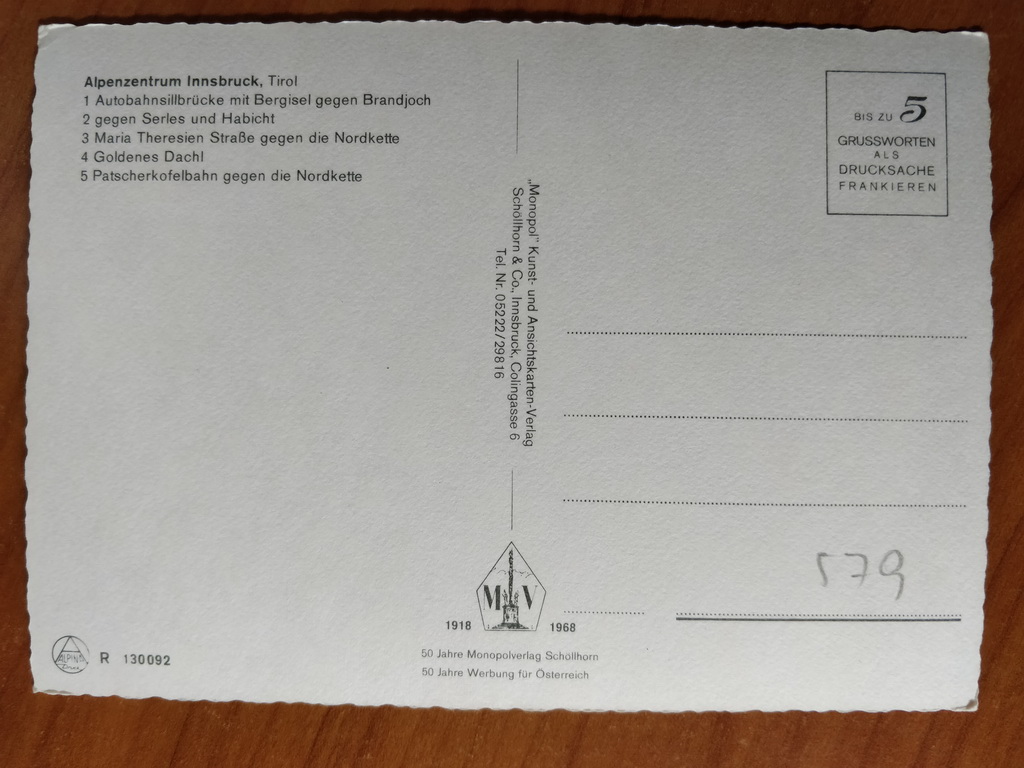 Alpenzentrum Innsbruck, Tirol
1 Autobahnsillbrücke mit Bergisel gegen Brandjoch
2 gegen Serles und Habicht
3 Maria Theresien Straße gegen die Nordkette
4 Goldenes Dachl
5 Patscherkofelbahn gegen die Nordkette
BIS ZU 5
GRUSSWORTEN
ALS
DRUCKSACHE
FRANKIEREN
„Monopol" Kunst- und Ansichtskarten-Verlag
Schöllhorn & Co., Innsbruck, Colingasse 6
Tel. Nr. 05222/29816
579
M V
1918 1968
50 Jahre Monopolverlag Schöllhorn
50 Jahre Werbung für Österreich
R 130092